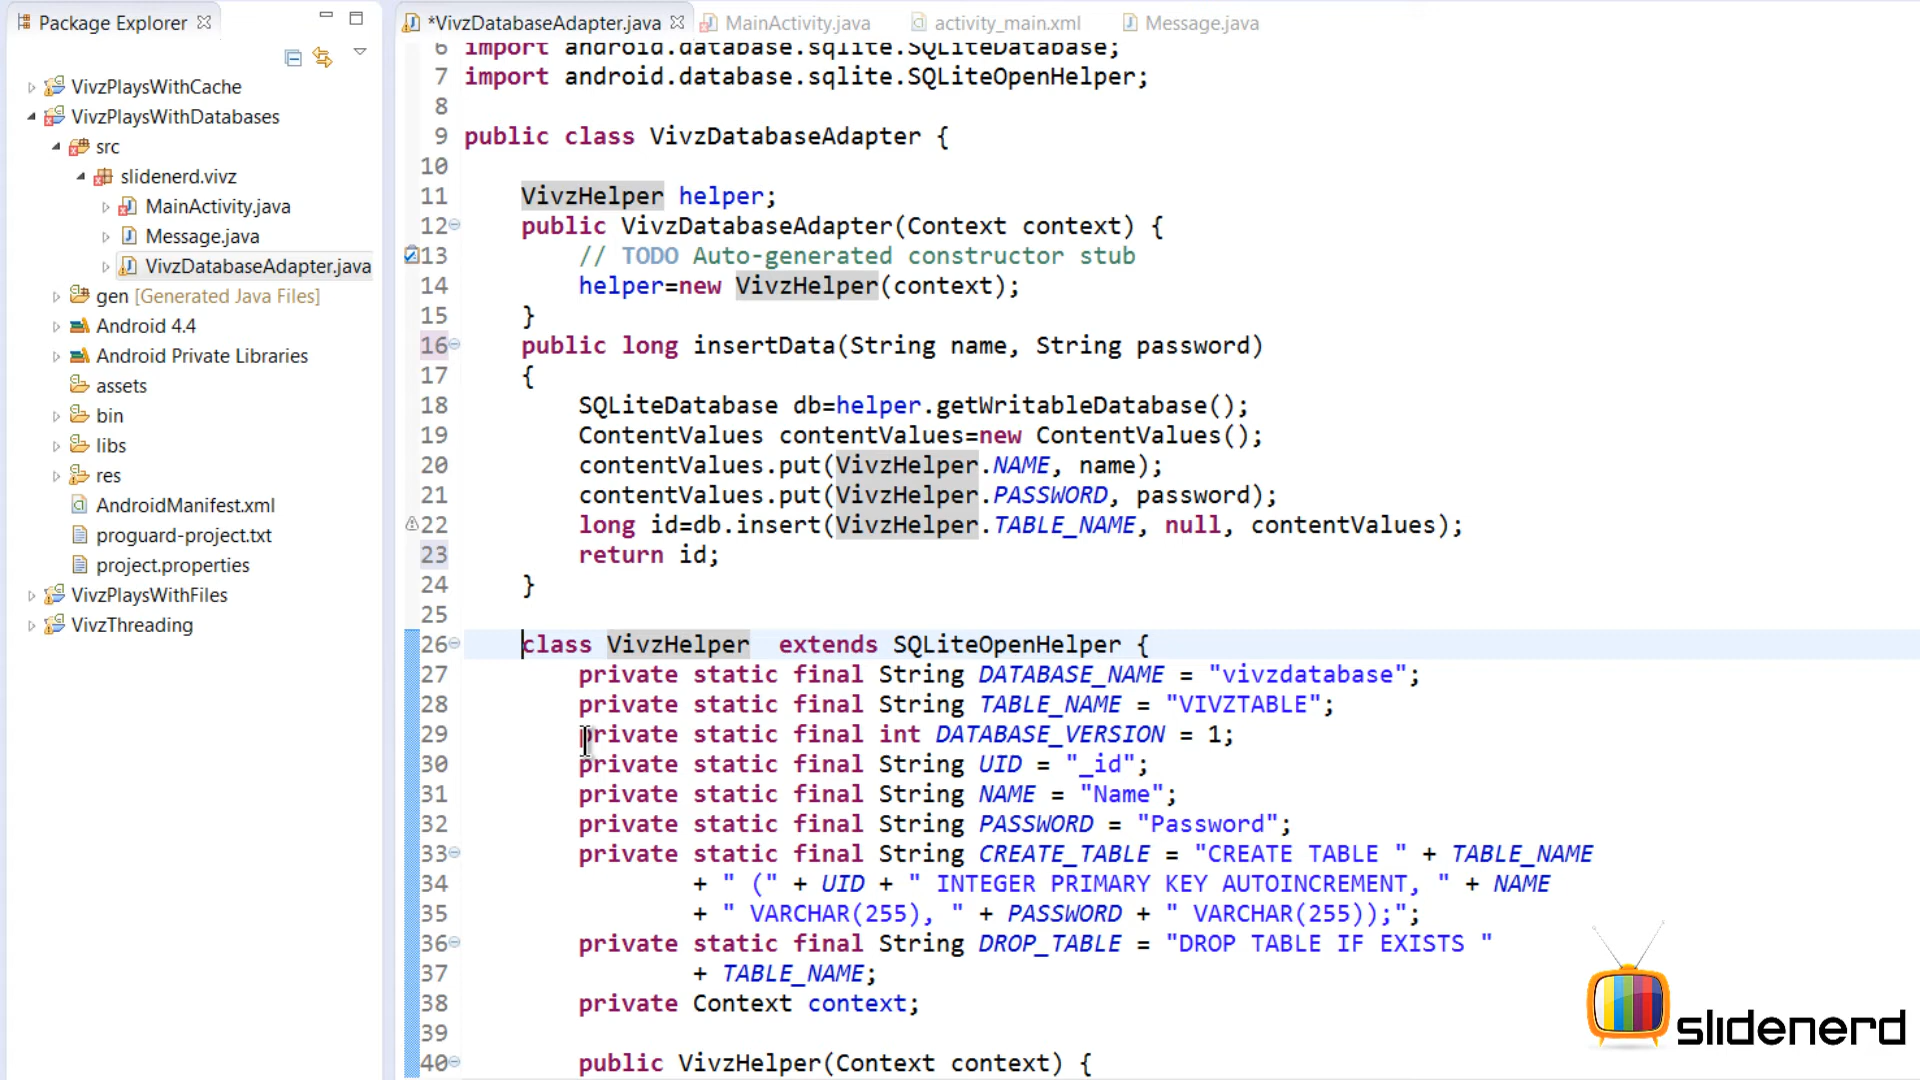 Package Explorer
VivzPlaysWithCache
VivzPlaysWithDatabases
src
slidenerd.vivz
MainActivity.java
Message.java
VivzDatabaseAdapter.java
gen [Generated Java Files]
Android 4.4
Android Private Libraries
assets
bin
libs
res
AndroidManifest.xml
proguard-project.txt
project.properties
VivzPlaysWithFiles
VivzThreading
*VivzDatabaseAdapter.java MainActivity.java activity_main.xml Message.java
6 import android.database.sqlite.SQLiteDatabase;
7 import android.database.sqlite.SQLiteOpenHelper;
8
9 public class VivzDatabaseAdapter {
10
11 VivzHelper helper;
12 public VivzDatabaseAdapter(Context context) {
13 // TODO Auto-generated constructor stub
14 helper=new VivzHelper(context);
15 }
16 public long insertData(String name, String password)
17 {
18 SQLiteDatabase db=helper.getWritableDatabase();
19 ContentValues contentValues=new ContentValues();
20 contentValues.put(VivzHelper.NAME, name);
21 contentValues.put(VivzHelper.PASSWORD, password);
22 long id=db.insert(VivzHelper.TABLE_NAME, null, contentValues);
23 return id;
24 }
25
26 class VivzHelper  extends SQLiteOpenHelper {
27 private static final String DATABASE_NAME = "vivzdatabase";
28 private static final String TABLE_NAME = "VIVZTABLE";
29 private static final int DATABASE_VERSION = 1;
30 private static final String UID = "_id";
31 private static final String NAME = "Name";
32 private static final String PASSWORD = "Password";
33 private static final String CREATE_TABLE = "CREATE TABLE " + TABLE_NAME
34 + " (" + UID + " INTEGER PRIMARY KEY AUTOINCREMENT, " + NAME
35 + " VARCHAR(255), " + PASSWORD + " VARCHAR(255));";
36 private static final String DROP_TABLE = "DROP TABLE IF EXISTS "
37 + TABLE_NAME;
38 private Context context;
39
40 public VivzHelper(Context context) {
slidenerd